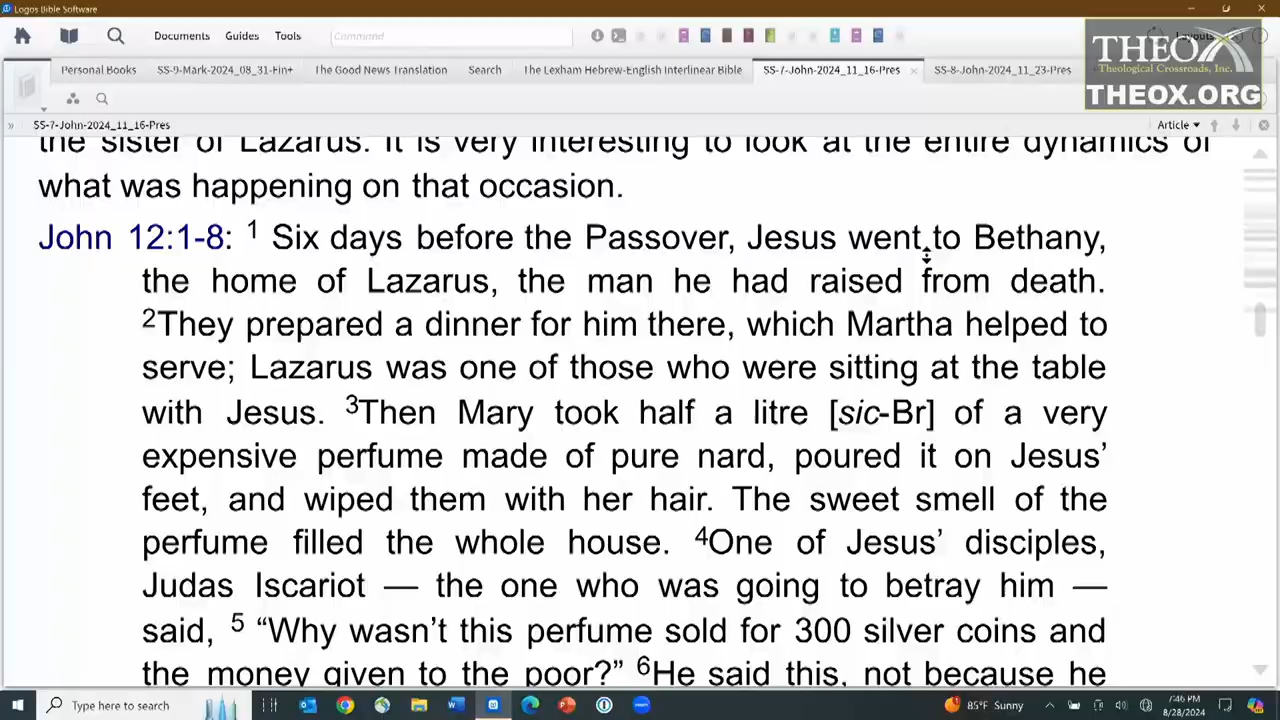 Logos Bible Software
Documents Guides Tools Command Layouts
THEOX
Theological Crossroads, Inc.
THEOX.ORG
Personal Books SS-9-Mark-2024_08_31-Fin+ The Good News Translation The Lexham Hebrew-English Interlinear Bible SS-7-John-2024_11_16-Pres SS-8-John-2024_11_23-Pres
SS-7-John-2024_11_16-Pres Article
the sister of Lazarus. It is very interesting to look at the entire dynamics of
what was happening on that occasion.
John 12:1-8: 1 Six days before the Passover, Jesus went to Bethany,
the home of Lazarus, the man he had raised from death.
2They prepared a dinner for him there, which Martha helped to
serve; Lazarus was one of those who were sitting at the table
with Jesus. 3Then Mary took half a litre [sic-Br] of a very
expensive perfume made of pure nard, poured it on Jesus’
feet, and wiped them with her hair. The sweet smell of the
perfume filled the whole house. 4One of Jesus’ disciples,
Judas Iscariot — the one who was going to betray him —
said, 5 “Why wasn’t this perfume sold for 300 silver coins and
the money given to the poor?” 6He said this, not because he
Type here to search 85°F Sunny 7:46 PM
8/28/2024